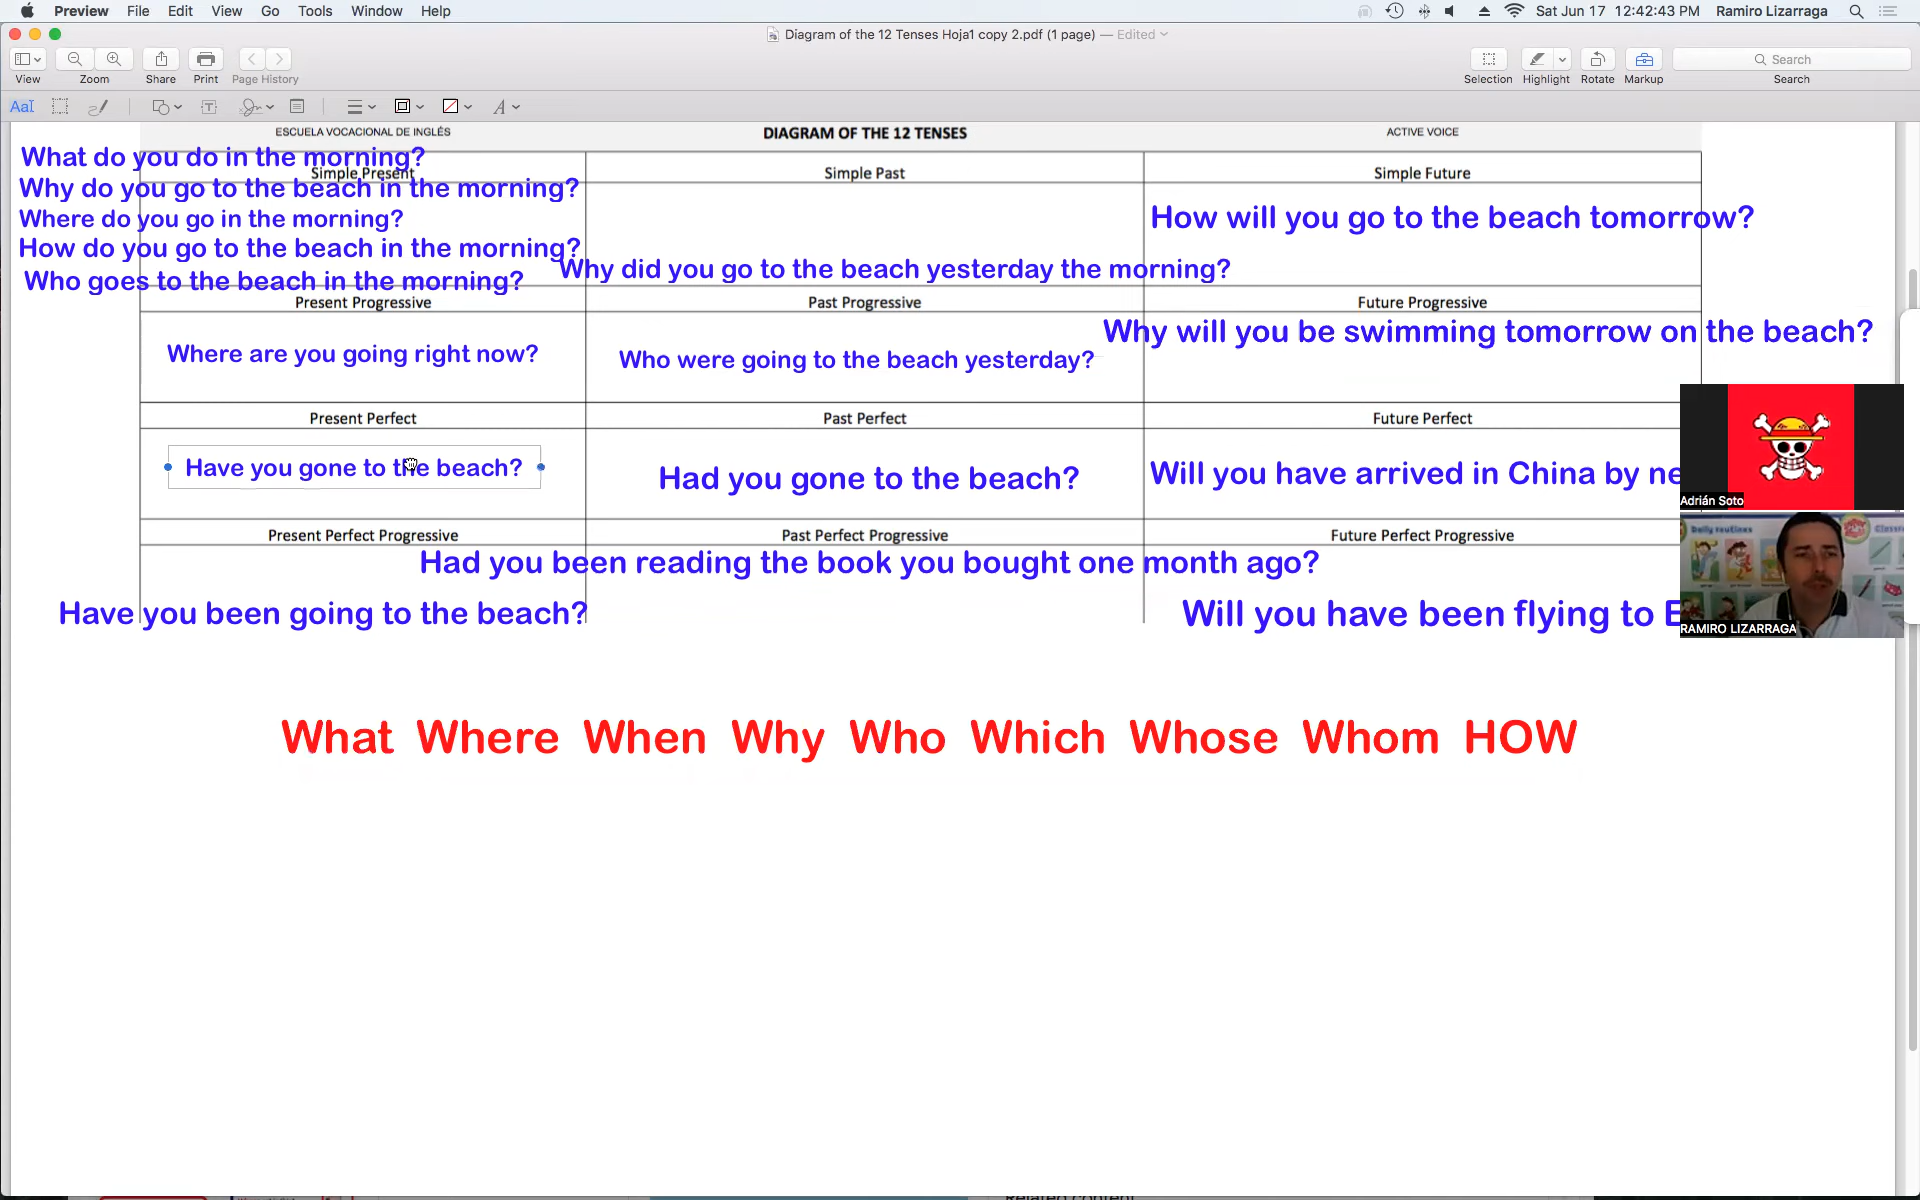 Preview File Edit View Go Tools Window Help Sat Jun 17 12:42:43 PM Ramiro Lizarraga
Diagram of the 12 Tenses Hoja1 copy 2.pdf (1 page) — Edited
Search
View Zoom Share Print Page History Selection Highlight Rotate Markup Search
AaI T A
ESCUELA VOCACIONAL DE INGLÉS DIAGRAM OF THE 12 TENSES ACTIVE VOICE
What do you do in the morning?
Simple Present Simple Past Simple Future
Why do you go to the beach in the morning?
Where do you go in the morning? How will you go to the beach tomorrow?
How do you go to the beach in the morning?
Why did you go to the beach yesterday the morning?
Who goes to the beach in the morning?
Present Progressive Past Progressive Future Progressive
Why will you be swimming tomorrow on the beach?
Where are you going right now? Who were going to the beach yesterday?
Present Perfect Past Perfect Future Perfect
Have you gone to the beach? Had you gone to the beach? Will you have arrived in China by ne
Adrián Soto
Present Perfect Progressive Past Perfect Progressive Future Perfect Progressive
Had you been reading the book you bought one month ago?
Have you been going to the beach? Will you have been flying to E
Daily routines
RAMIRO LIZARRAGA
What Where When Why Who Which Whose Whom HOW
Related content